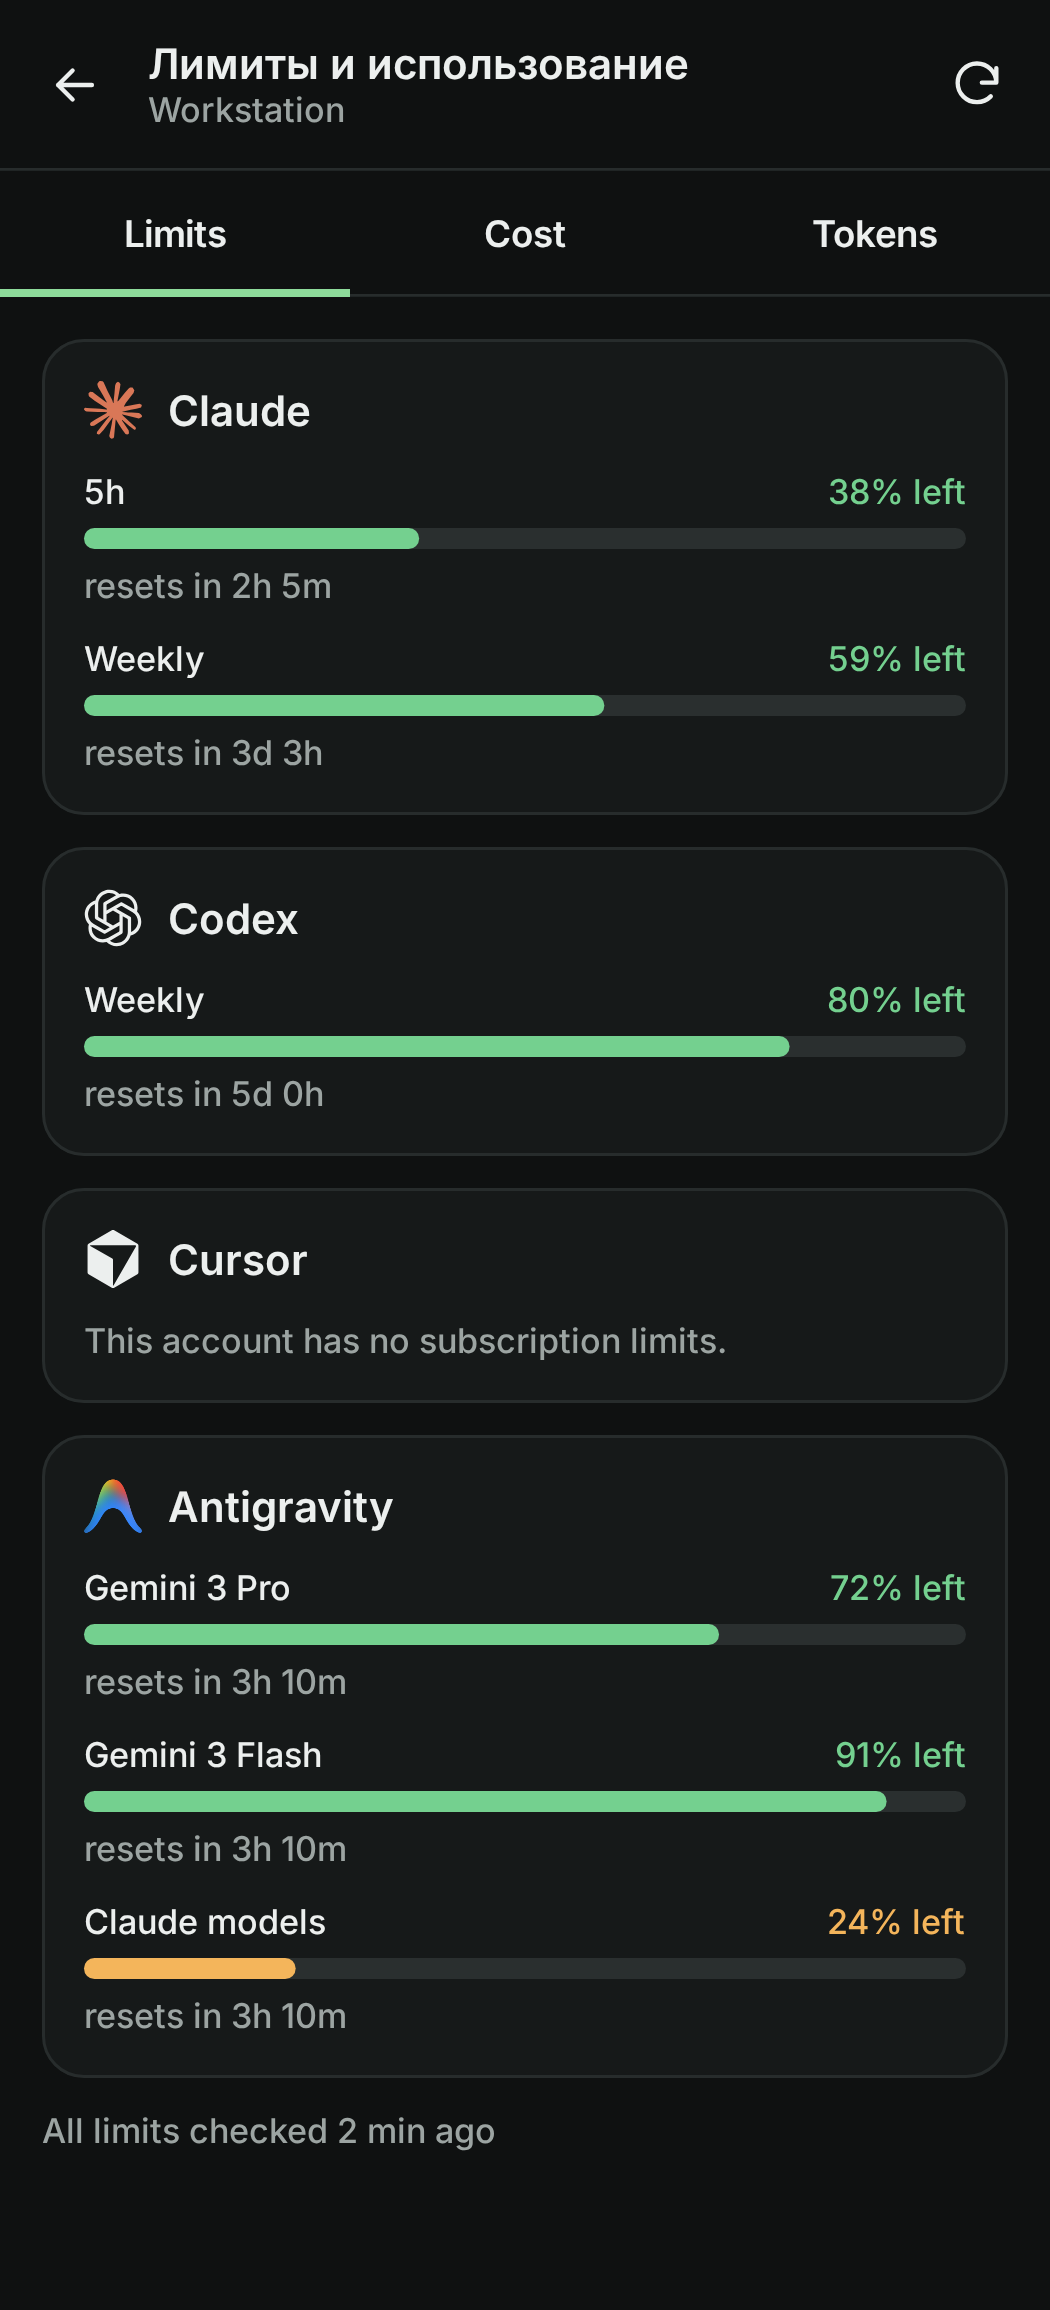 Лимиты и использование
Workstation
Limits
Cost
Tokens
Claude
5h
38% left
resets in 2h 5m
Weekly
59% left
resets in 3d 3h
Codex
Weekly
80% left
resets in 5d 0h
Cursor
This account has no subscription limits.
Antigravity
Gemini 3 Pro
72% left
resets in 3h 10m
Gemini 3 Flash
91% left
resets in 3h 10m
Claude models
24% left
resets in 3h 10m
All limits checked 2 min ago